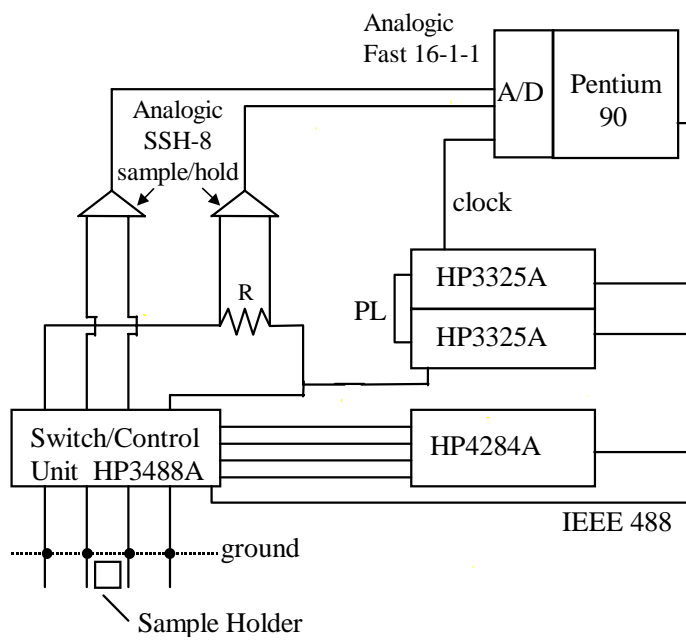 Analogic
Fast 16-1-1
A/D
Pentium
90
Analogic
SSH-8
sample/hold
clock
R
HP3325A
PL
HP3325A
Switch/Control
Unit HP3488A
HP4284A
IEEE 488
ground
Sample Holder